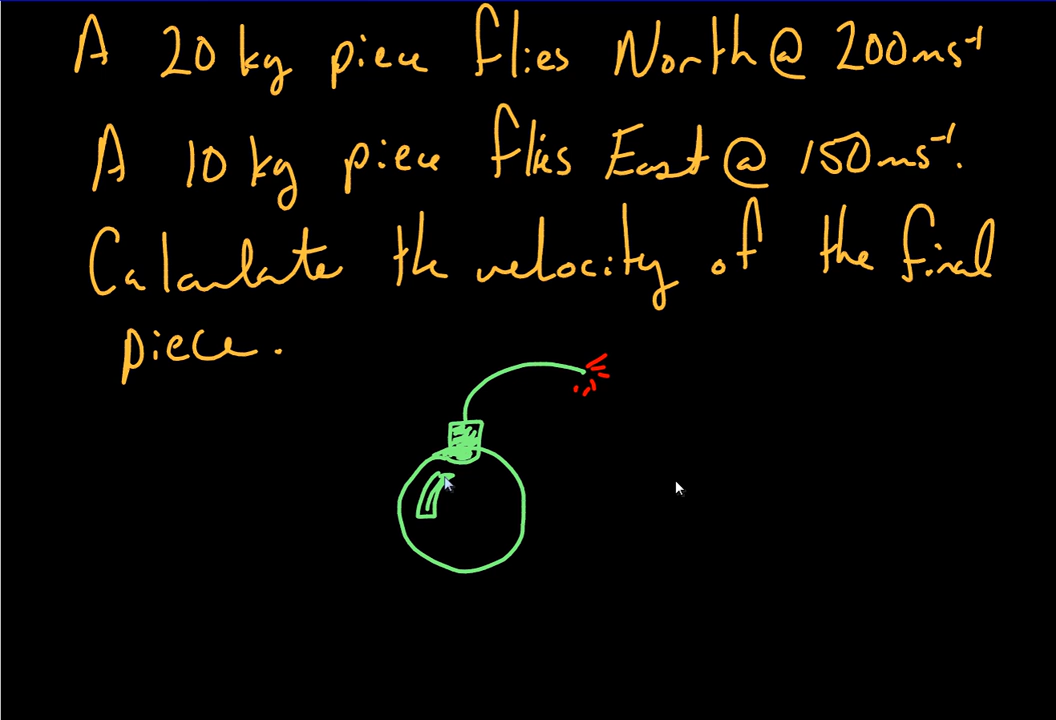 A 20 kg piece flies North @ 200ms⁻¹
A 10 kg piece flies East @ 150ms⁻¹.
Calculate the velocity of the final
piece.